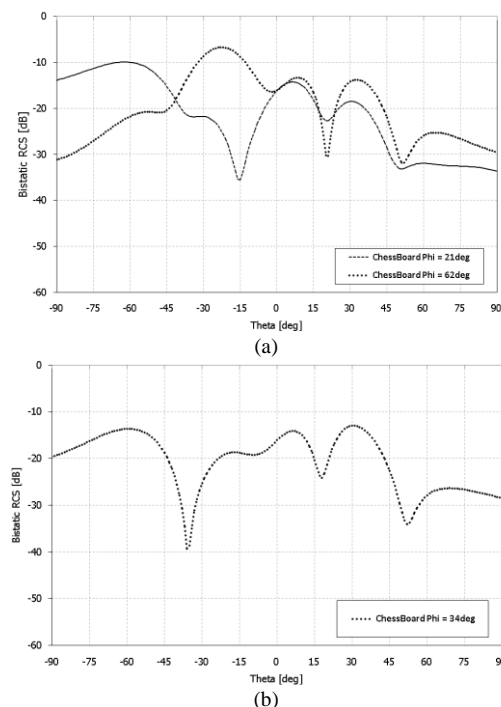 0
-10
-20
-30
-40
-50
-60
Bistatic RCS [dB]
ChessBoard Phi = 21deg
ChessBoard Phi = 62deg
-90 -75 -60 -45 -30 -15 0 15 30 45 60 75 90
Theta [deg]
(a)
0
-10
-20
-30
-40
-50
-60
Bistatic RCS [dB]
ChessBoard Phi = 34deg
-90 -75 -60 -45 -30 -15 0 15 30 45 60 75 90
Theta [deg]
(b)